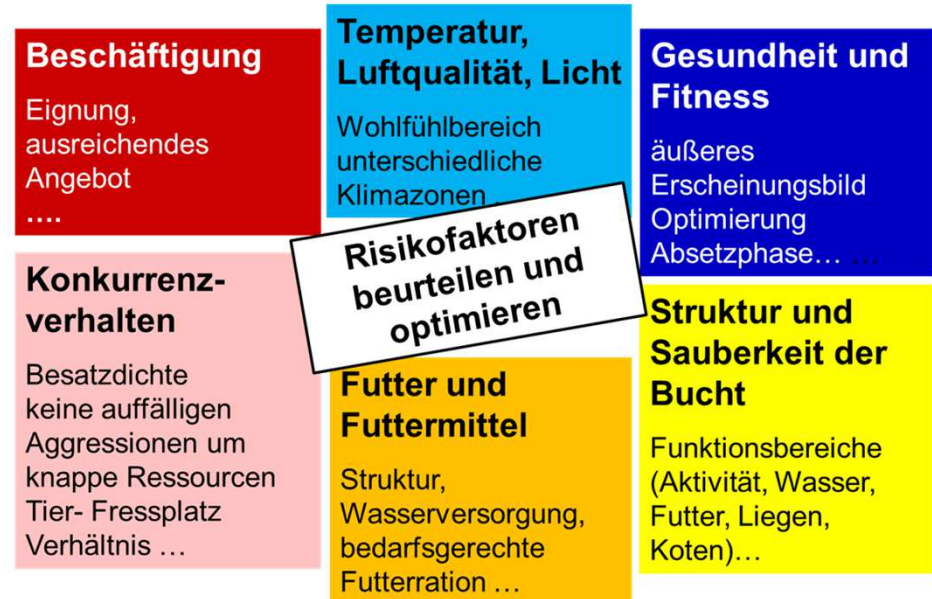 Beschäftigung
Eignung,
ausreichendes
Angebot
....
Temperatur,
Luftqualität, Licht
Wohlfühlbereich
unterschiedliche
Klimazonen ...
Gesundheit und
Fitness
äußeres
Erscheinungsbild
Optimierung
Absetzphase… …
Risikofaktoren
beurteilen und
optimieren
Konkurrenz-
verhalten
Besatzdichte
keine auffälligen
Aggressionen um
knappe Ressourcen
Tier- Fressplatz
Verhältnis …
Futter und
Futtermittel
Struktur,
Wasserversorgung,
bedarfsgerechte
Futterration …
Struktur und
Sauberkeit der
Bucht
Funktionsbereiche
(Aktivität, Wasser,
Futter, Liegen,
Koten)…